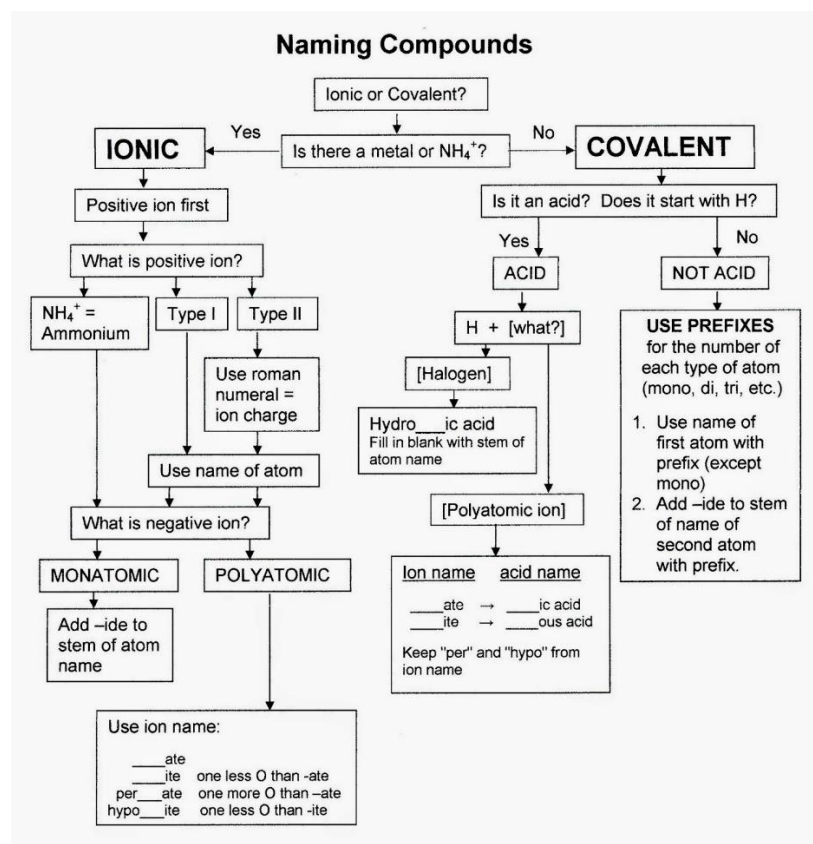 Naming Compounds
Ionic or Covalent?
Is there a metal or NH₄⁺?
Yes
No
IONIC
COVALENT
Positive ion first
What is positive ion?
NH₄⁺ =
Ammonium
Type I
Type II
Use roman
numeral =
ion charge
Use name of atom
What is negative ion?
MONATOMIC
POLYATOMIC
Add –ide to
stem of atom
name
Use ion name:
____ate
____ite one less O than -ate
per___ate one more O than –ate
hypo___ite one less O than -ite
Is it an acid? Does it start with H?
Yes
No
ACID
NOT ACID
H + [what?]
[Halogen]
Hydro___ic acid
Fill in blank with stem of
atom name
[Polyatomic ion]
Ion name acid name
____ate → ____ic acid
____ite → ____ous acid
Keep "per" and "hypo" from
ion name
USE PREFIXES
for the number of
each type of atom
(mono, di, tri, etc.)
1. Use name of
first atom with
prefix (except
mono)
2. Add –ide to stem
of name of
second atom
with prefix.